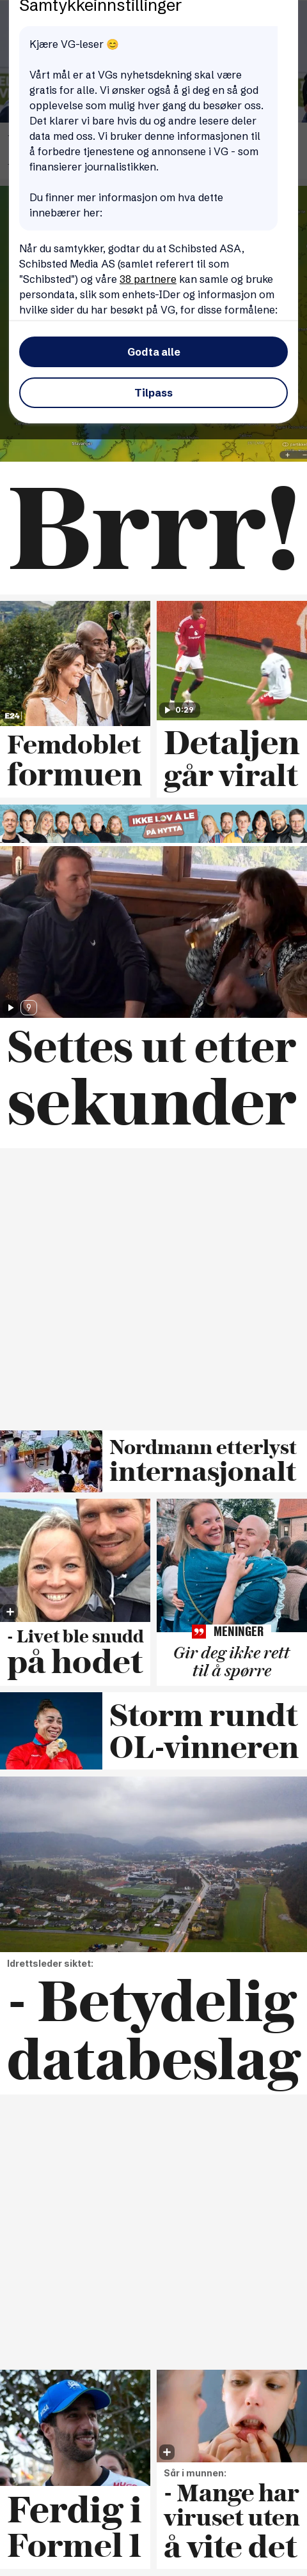 Samtykkeinnstillinger
Kjære VG-leser 😊
Vårt mål er at VGs nyhetsdekning skal være
gratis for alle. Vi ønsker også å gi deg en så god
opplevelse som mulig hver gang du besøker oss.
Det klarer vi bare hvis du og andre lesere deler
data med oss. Vi bruker denne informasjonen til
å forbedre tjenestene og annonsene i VG - som
finansierer journalistikken.
Du finner mer informasjon om hva dette
innebærer her:
Når du samtykker, godtar du at Schibsted ASA,
Schibsted Media AS (samlet referert til som
"Schibsted") og våre 38 partnere kan samle og bruke
persondata, slik som enhets-IDer og informasjon om
hvilke sider du har besøkt på VG, for disse formålene:
Godta alle
Tilpass
Brrr!
E24
0:29
Femdoblet
formuen
Detaljen
går viralt
IKKE LOV Å LE
PÅ HYTTA
9
Settes ut etter
sekunder
Nordmann etterlyst
internasjonalt
- Livet ble snudd
på hodet
MENINGER
Gir deg ikke rett
til å spørre
Storm rundt
OL-vinneren
Idrettsleder siktet:
- Betydelig
databeslag
Ferdig i
Formel 1
Sår i munnen:
- Mange har
viruset uten
å vite det